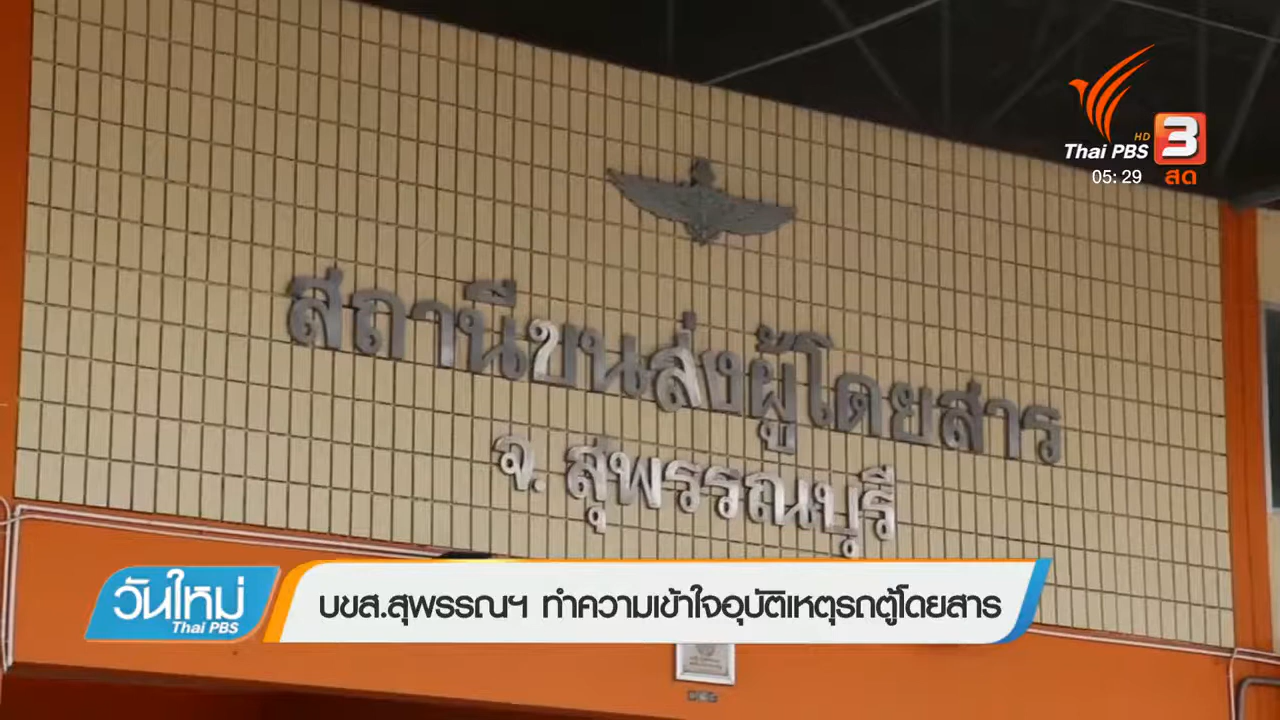 HD
Thai PBS 3
05: 29 สด
สถานีขนส่งผู้โดยสาร
จ. สุพรรณบุรี
วันใหม่
Thai PBS
บขส.สุพรรณฯ ทำความเข้าใจอุบัติเหตุรถตู้โดยสาร